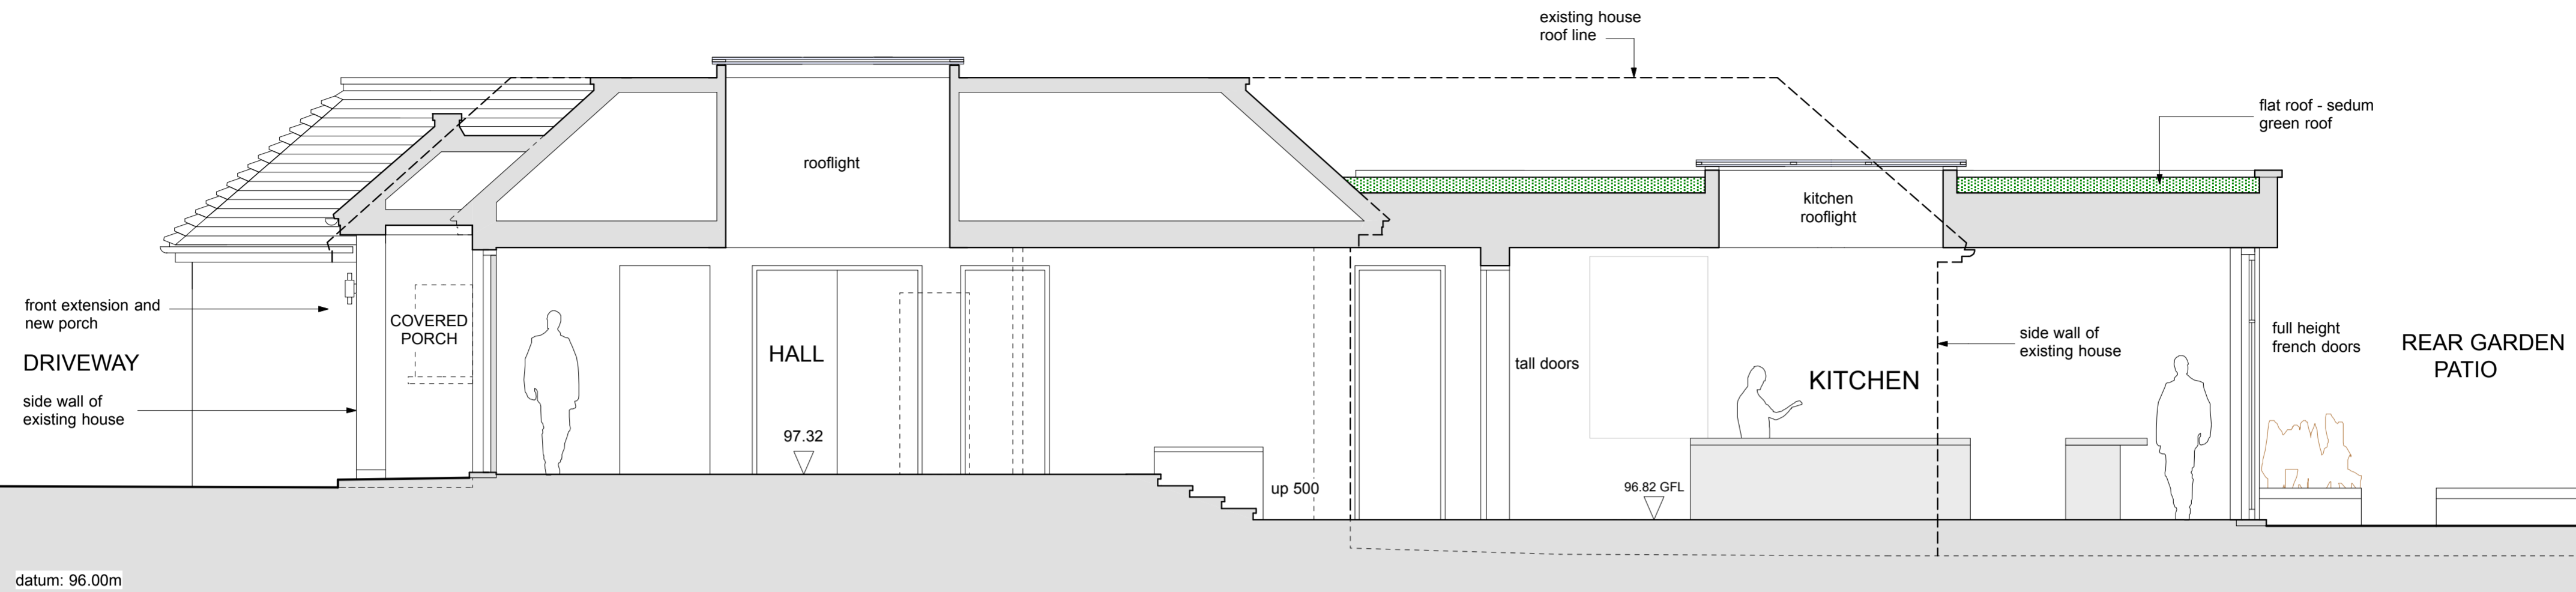 existing house
roof line
flat roof - sedum
green roof
rooflight
kitchen
rooflight
front extension and
new porch
COVERED
PORCH
DRIVEWAY
HALL
tall doors
KITCHEN
side wall of
existing house
full height
french doors
REAR GARDEN
PATIO
side wall of
existing house
97.32
up 500
96.82 GFL
datum: 96.00m